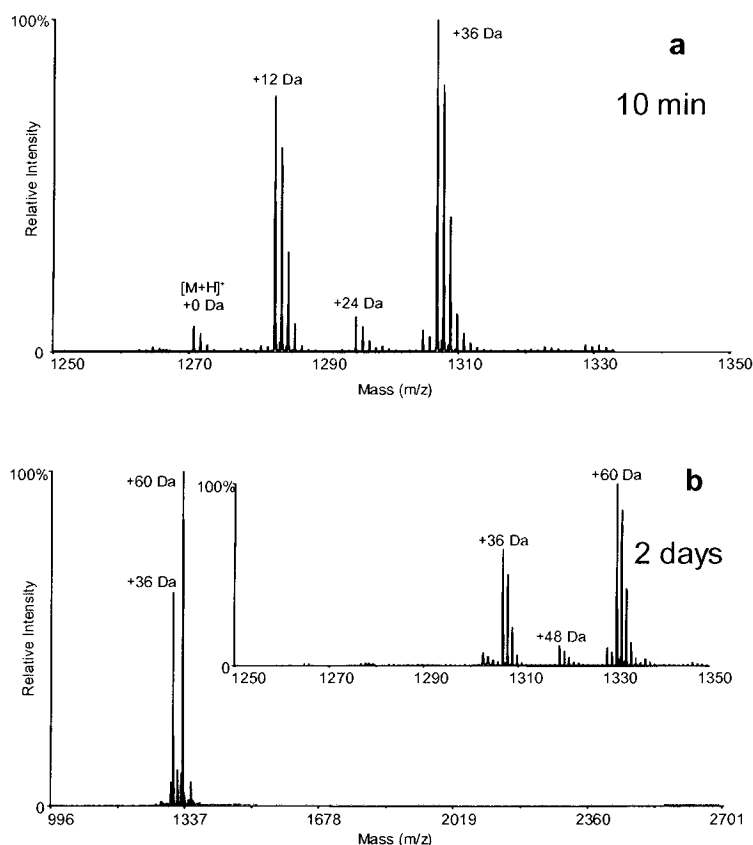 100%
+36 Da
a
+12 Da
10 min
Relative Intensity
[M+H]+
+0 Da
+24 Da
0
1250 1270 1290 1310 1330 1350
Mass (m/z)
100%
+60 Da
100%
+60 Da
b
+36 Da
2 days
+36 Da
+48 Da
Relative Intensity
0
1250 1270 1290 1310 1330 1350
0
996 1337 1678 2019 2360 2701
Mass (m/z)